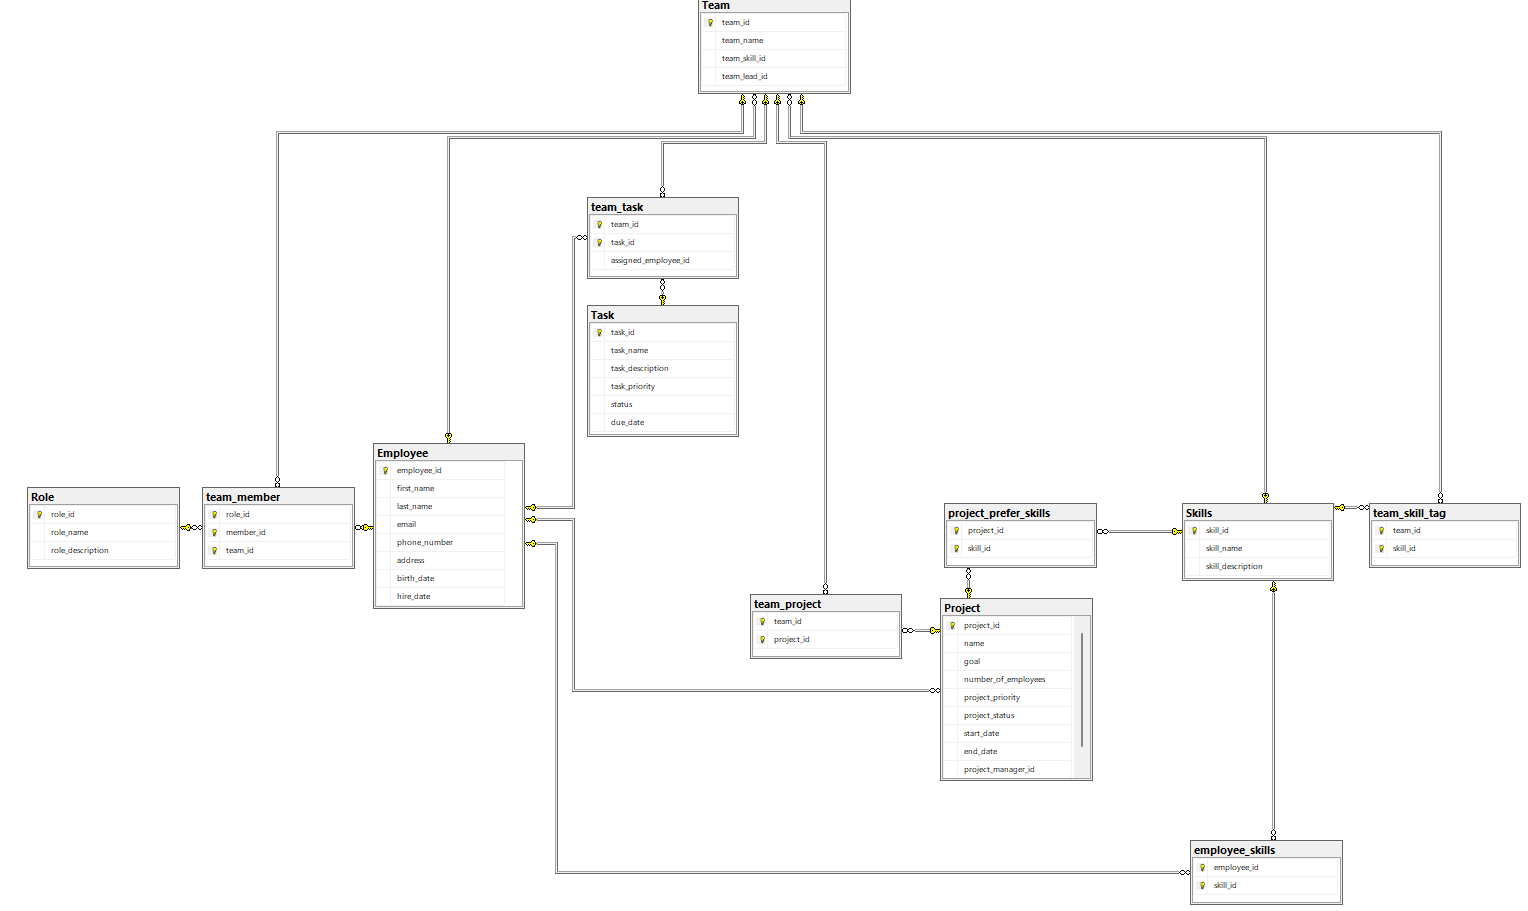 Team
team_id
team_name
team_skill_id
team_lead_id
team_task
team_id
task_id
assigned_employee_id
Task
task_id
task_name
task_description
task_priority
status
due_date
Employee
employee_id
first_name
last_name
email
phone_number
address
birth_date
hire_date
Role
role_id
role_name
role_description
team_member
role_id
member_id
team_id
project_prefer_skills
project_id
skill_id
Skills
skill_id
skill_name
skill_description
team_skill_tag
team_id
skill_id
team_project
team_id
project_id
Project
project_id
name
goal
number_of_employees
project_priority
project_status
start_date
end_date
project_manager_id
employee_skills
employee_id
skill_id